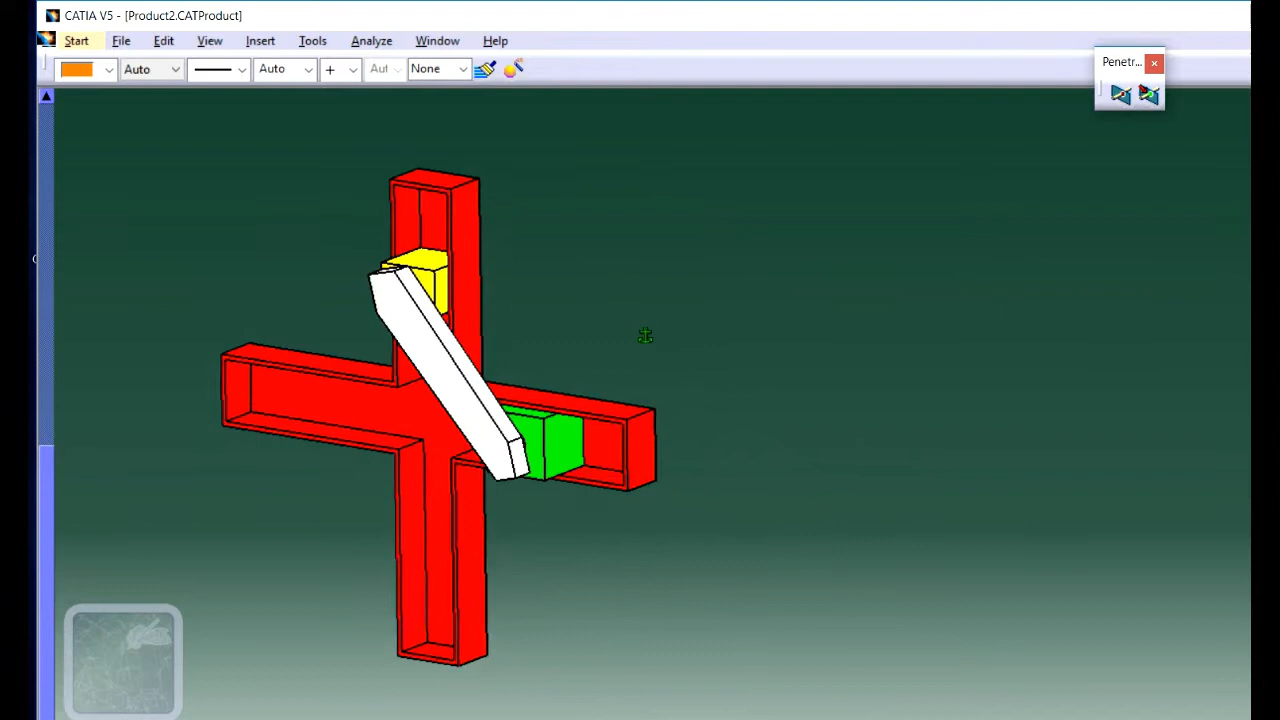 CATIA V5 - [Product2.CATProduct]
Start File Edit View Insert Tools Analyze Window Help
Auto Auto Aut None
Penetr...